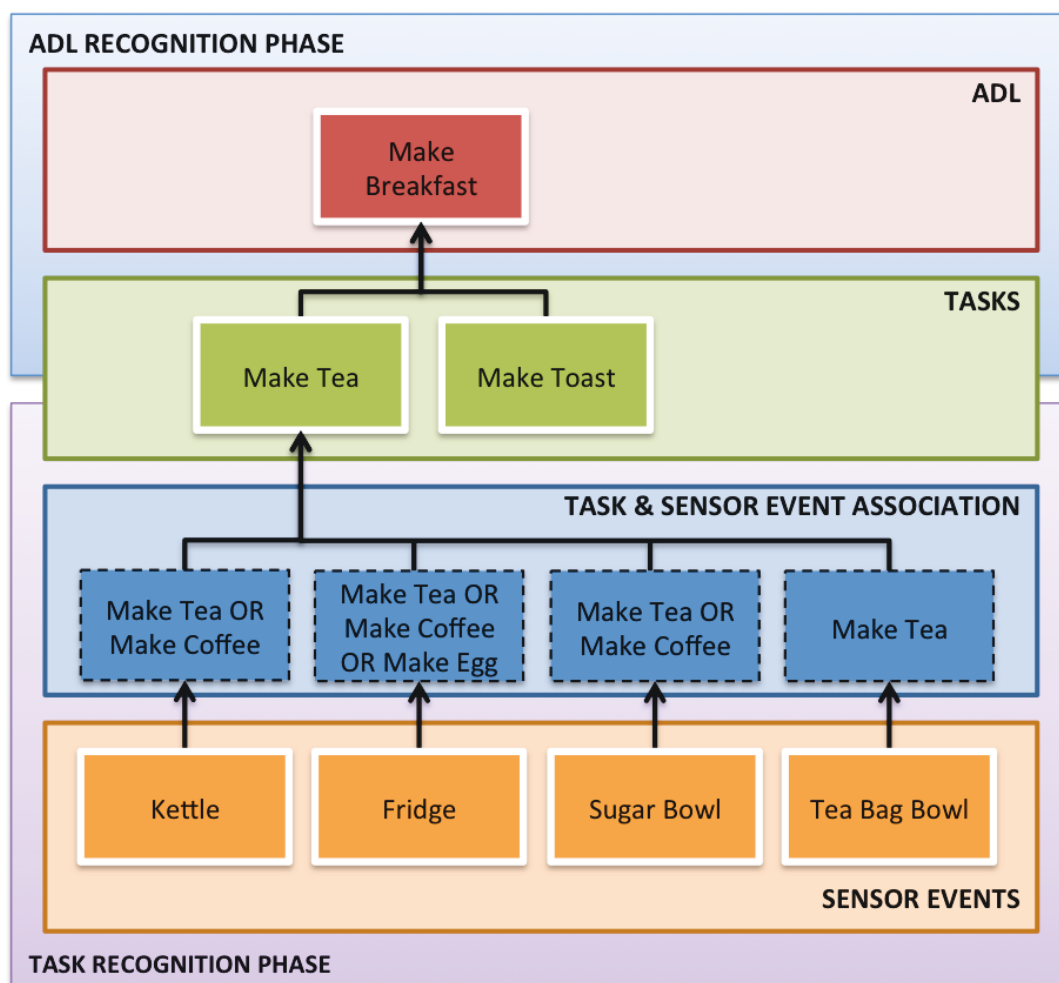 ADL RECOGNITION PHASE
ADL
Make
Breakfast
TASKS
Make Tea
Make Toast
TASK & SENSOR EVENT ASSOCIATION
Make Tea OR
Make Coffee
Make Tea OR
Make Coffee
OR Make Egg
Make Tea OR
Make Coffee
Make Tea
Kettle
Fridge
Sugar Bowl
Tea Bag Bowl
SENSOR EVENTS
TASK RECOGNITION PHASE